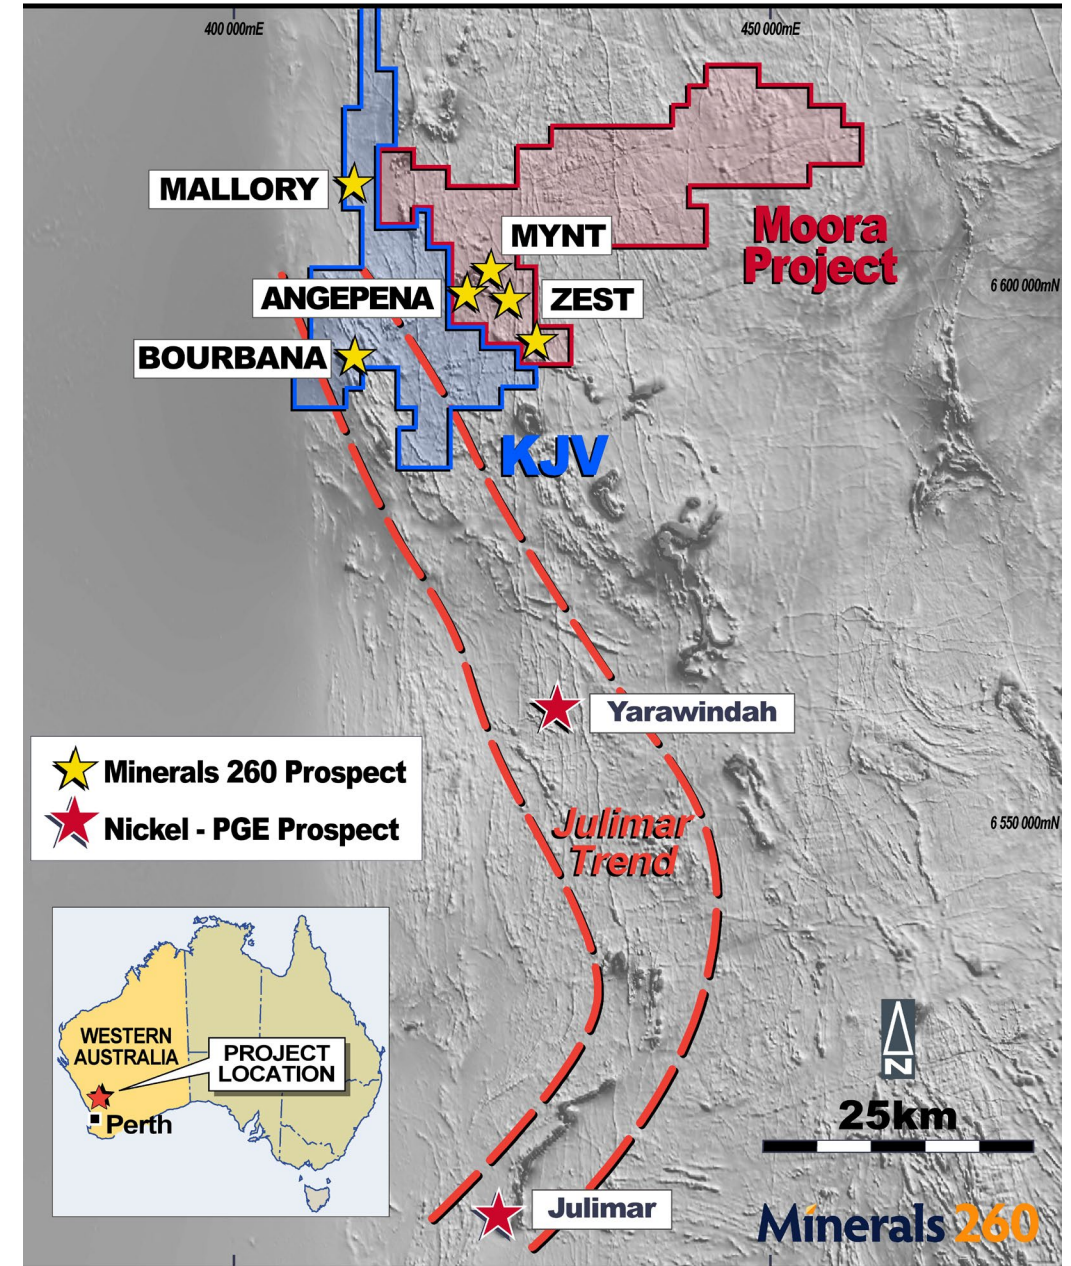 400 000mE
450 000mE
MALLORY
MYNT
Moora
Project
ANGEPENA
ZEST
6 600 000mN
BOURBANA
KJV
Yarawindah
Minerals 260 Prospect
Nickel - PGE Prospect
Julimar
Trend
6 550 000mN
WESTERN
AUSTRALIA
PROJECT
LOCATION
Perth
N
25km
Julimar
Minerals 260